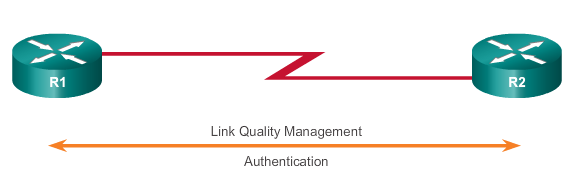 R1
R2
Link Quality Management
Authentication